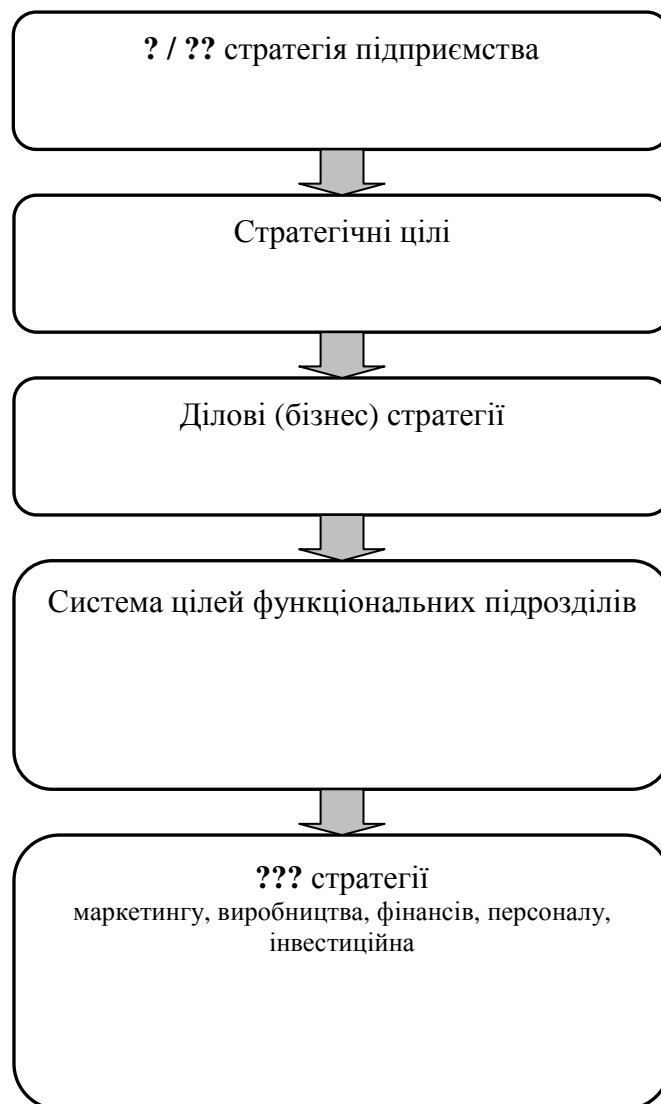 ? / ?? стратегія підприємства
Стратегічні цілі
Ділові (бізнес) стратегії
Система цілей функціональних підрозділів
??? стратегії
маркетингу, виробництва, фінансів, персоналу,
інвестиційна